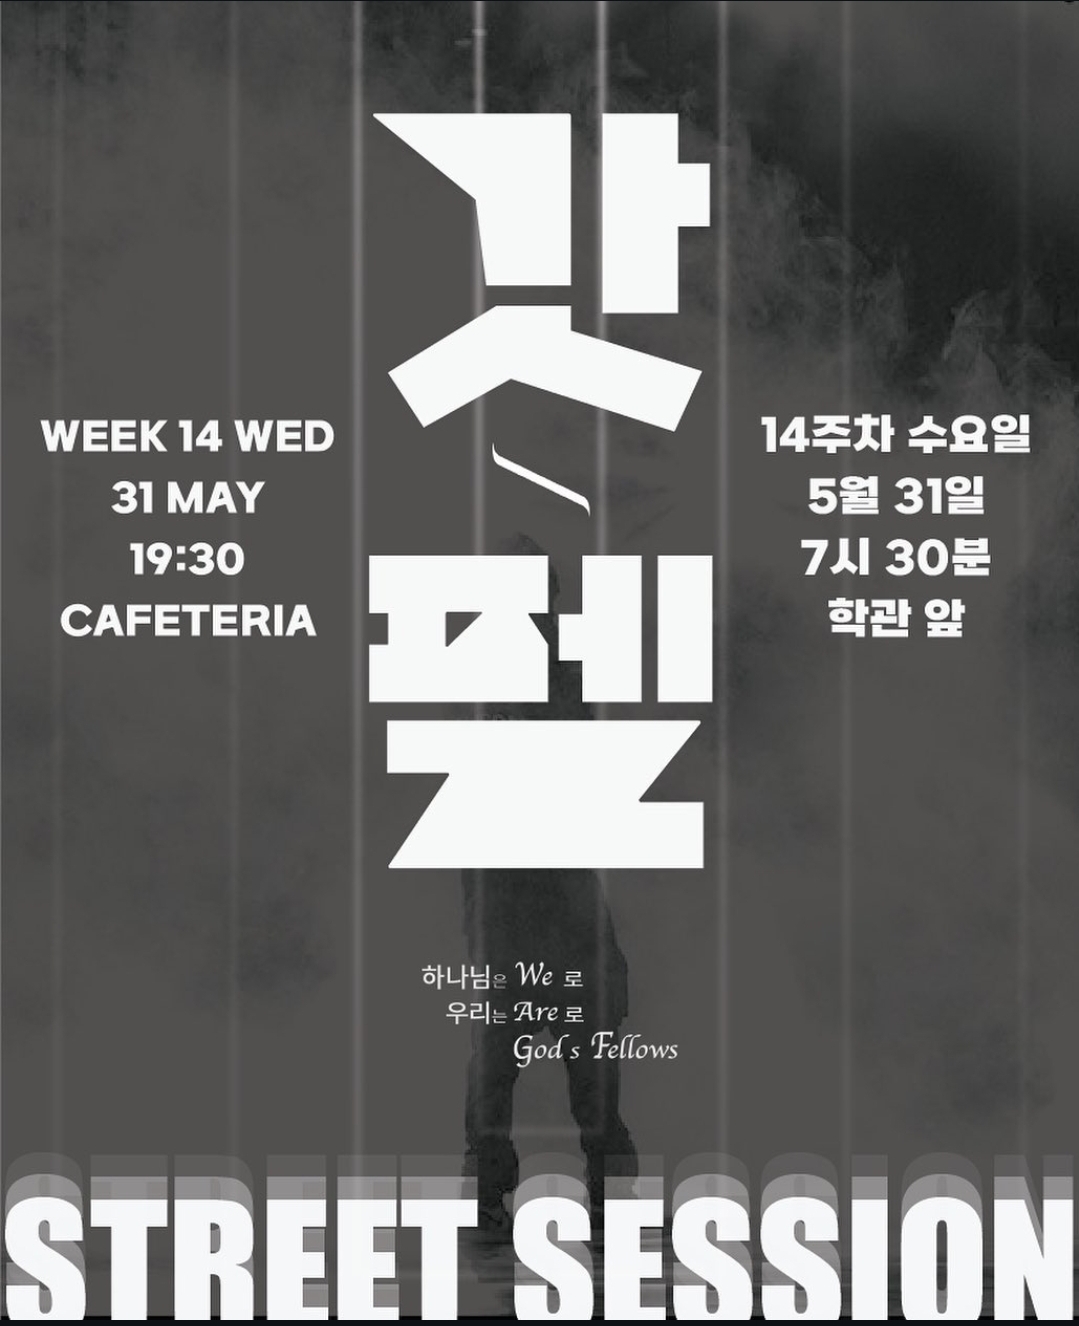 갓
펠
WEEK 14 WED
31 MAY
19:30
CAFETERIA
14주차 수요일
5월 31일
7시 30분
학관 앞
하나님은 We 로
우리는 Are 로
God s Fellows
STREET SESSION